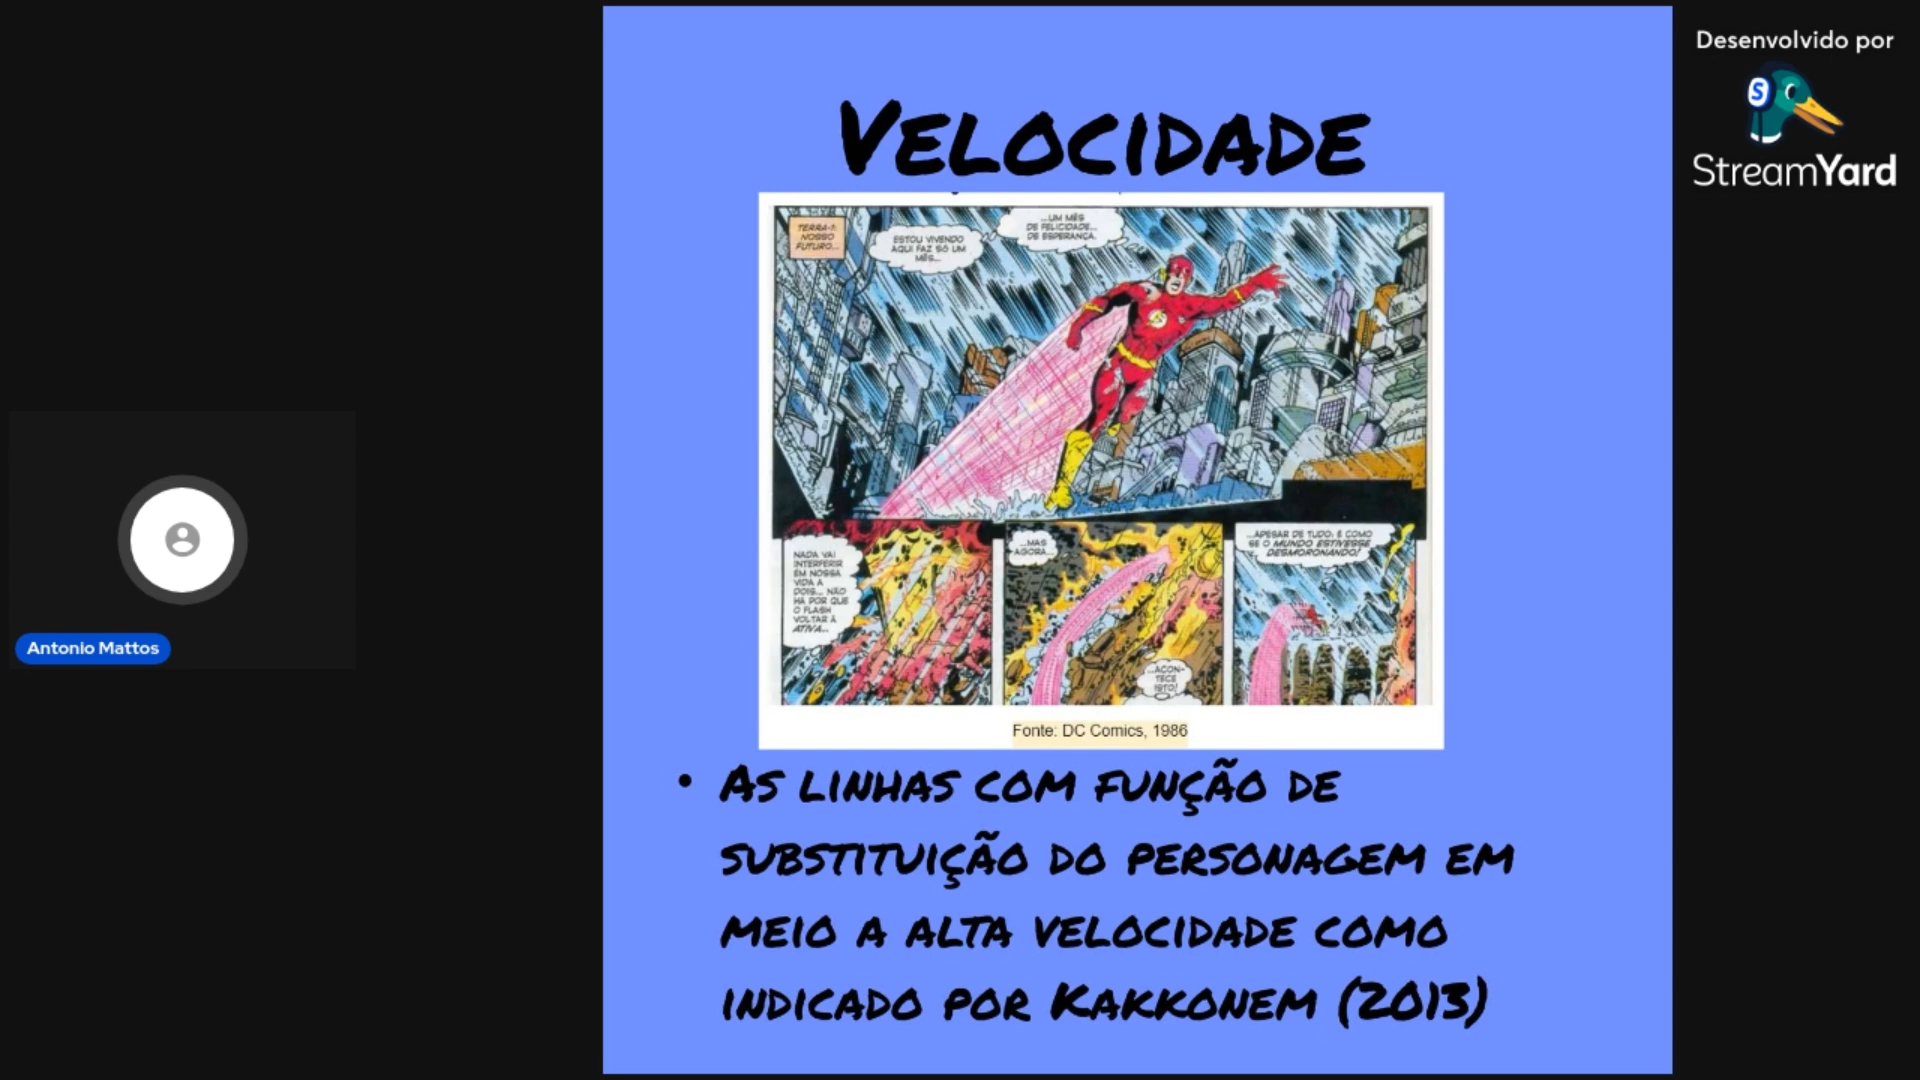 Desenvolvido por
S
StreamYard
Antonio Mattos
VELOCIDADE
TERRA-1:
NOSSO
FUTURO...
ESTOU VIVENDO
AQUI FAZ SÓ UM
MÊS...
...UM MÊS
DE FELICIDADE...
DE ESPERANÇA.
NADA VAI
INTERFERIR
EM NOSSA
VIDA A
DOIS... NÃO
HÁ POR QUE
O FLASH
VOLTAR À
ATIVA...
...MAS
AGORA...
...ACON-
TECE
ISTO!
...APESAR DE TUDO, É COMO
SE O MUNDO ESTIVESSE
DESMORONANDO!
Fonte: DC Comics, 1986
• AS LINHAS COM FUNÇÃO DE
SUBSTITUIÇÃO DO PERSONAGEM EM
MEIO A ALTA VELOCIDADE COMO
INDICADO POR KAKKONEM (2013)